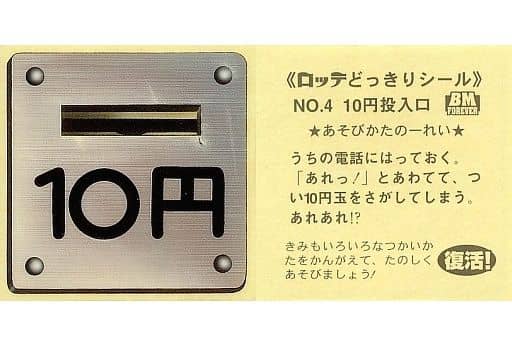 10円
《ロッテどっきりシール》
NO.4 10円投入口 BM FOREVER
★あそびかたの一れい★
うちの電話にはっておく。
「あれっ!」とあわてて、つ
い10円玉をさがしてしまう。
あれあれ!?
きみもいろいろなつかいか
たをかんがえて、たのしく
あそびましょう!
復活!